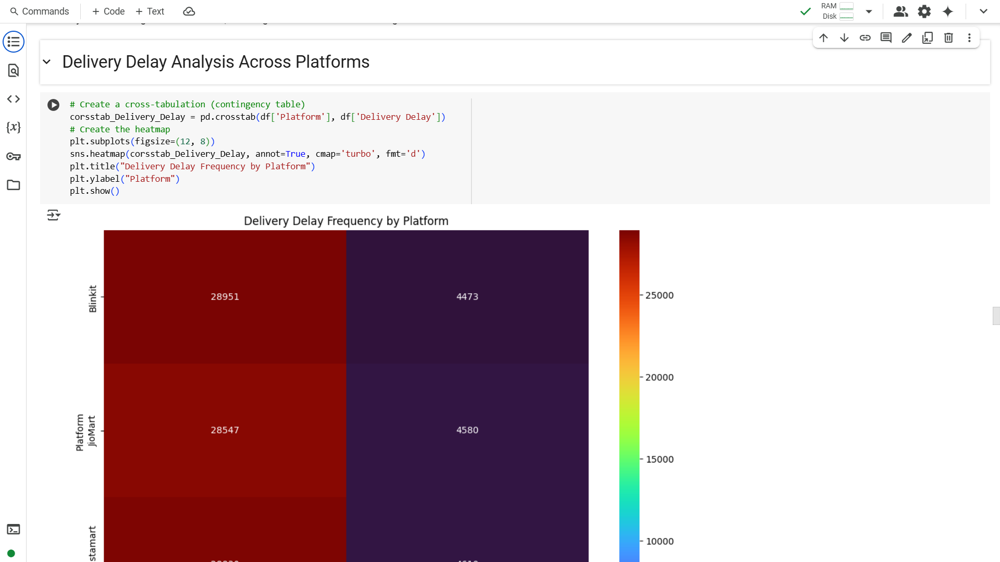 Commands
+ Code
+ Text
RAM
Disk
Delivery Delay Analysis Across Platforms
# Create a cross-tabulation (contingency table)
corsstab_Delivery_Delay = pd.crosstab(df['Platform'], df['Delivery Delay'])
# Create the heatmap
plt.subplots(figsize=(12, 8))
sns.heatmap(corsstab_Delivery_Delay, annot=True, cmap='turbo', fmt='d')
plt.title("Delivery Delay Frequency by Platform")
plt.ylabel("Platform")
plt.show()
Delivery Delay Frequency by Platform
Blinkit
28951
4473
25000
20000
Platform
JioMart
28547
4580
15000
10000
stamart